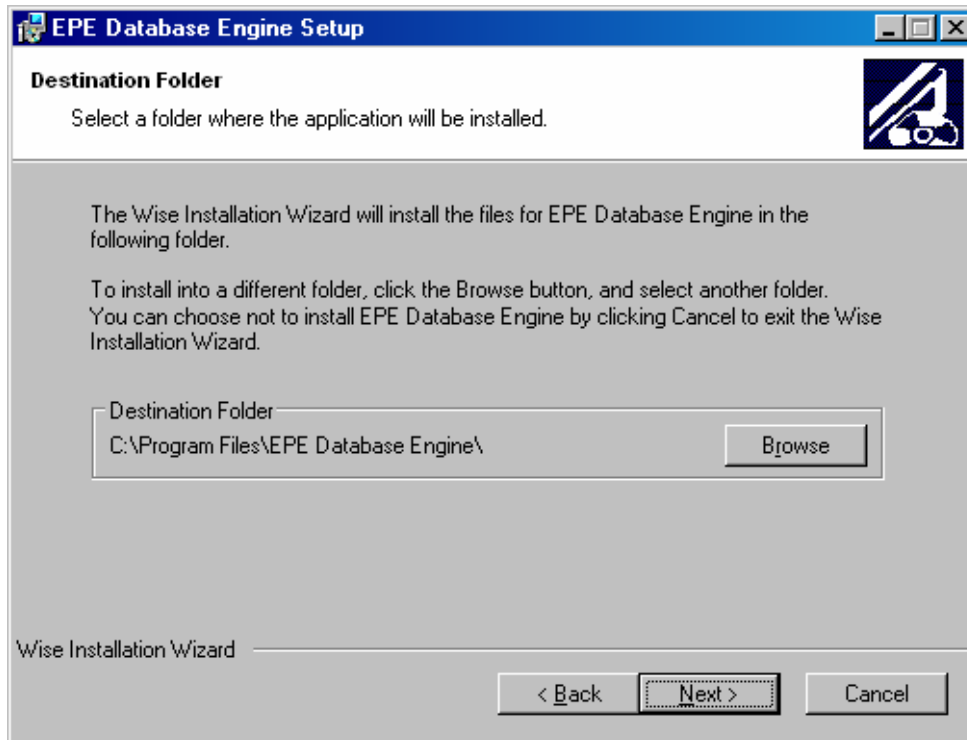 EPE Database Engine Setup
Destination Folder
Select a folder where the application will be installed.
The Wise Installation Wizard will install the files for EPE Database Engine in the
following folder.
To install into a different folder, click the Browse button, and select another folder.
You can choose not to install EPE Database Engine by clicking Cancel to exit the Wise
Installation Wizard.
Destination Folder
C:\Program Files\EPE Database Engine\
Browse
Wise Installation Wizard
< Back
Next >
Cancel